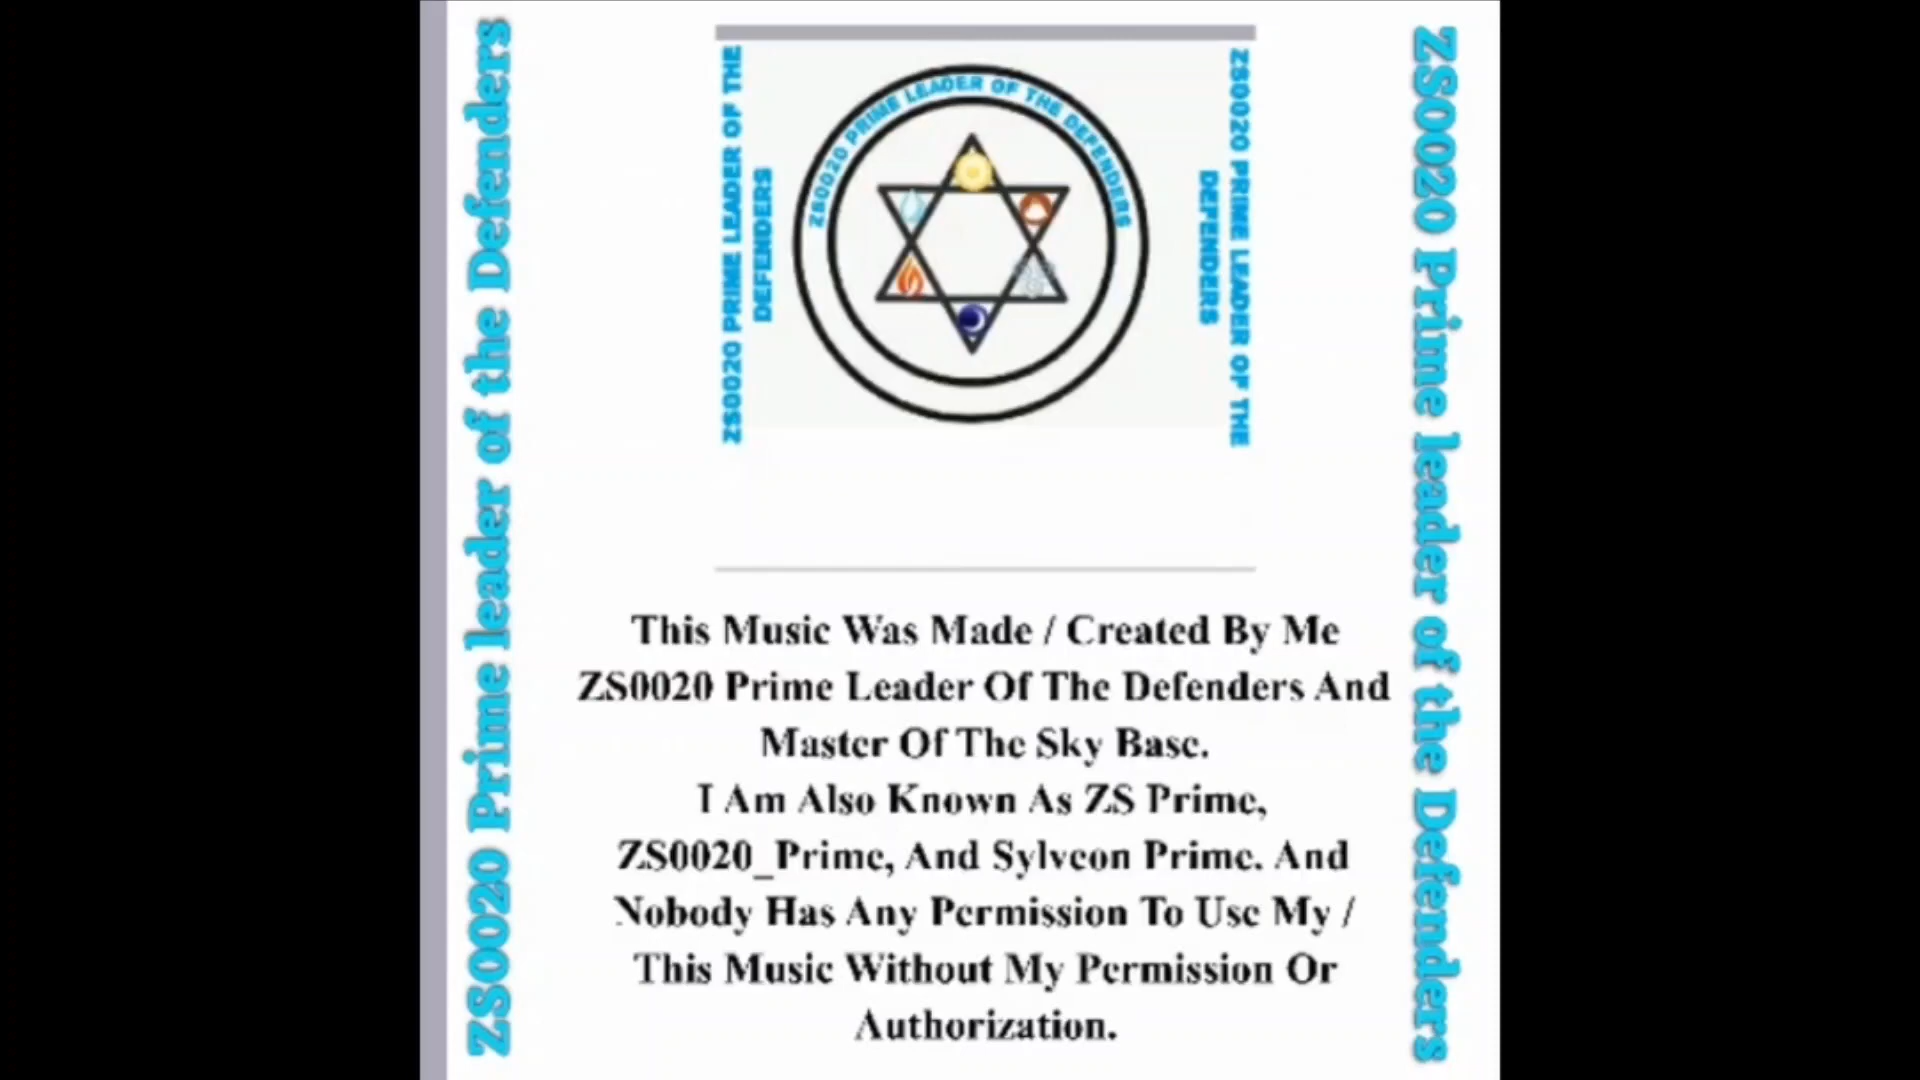 ZS0020 Prime leader of the Defenders
ZS0020 PRIME LEADER OF THE
DEFENDERS
ZS0020 PRIME LEADER OF THE DEFENDERS
ZS0020 PRIME LEADER OF THE
DEFENDERS
ZS0020 Prime leader of the Defenders
This Music Was Made / Created By Me
ZS0020 Prime Leader Of The Defenders And
Master Of The Sky Base.
I Am Also Known As ZS Prime,
ZS0020_Prime, And Sylveon Prime. And
Nobody Has Any Permission To Use My /
This Music Without My Permission Or
Authorization.